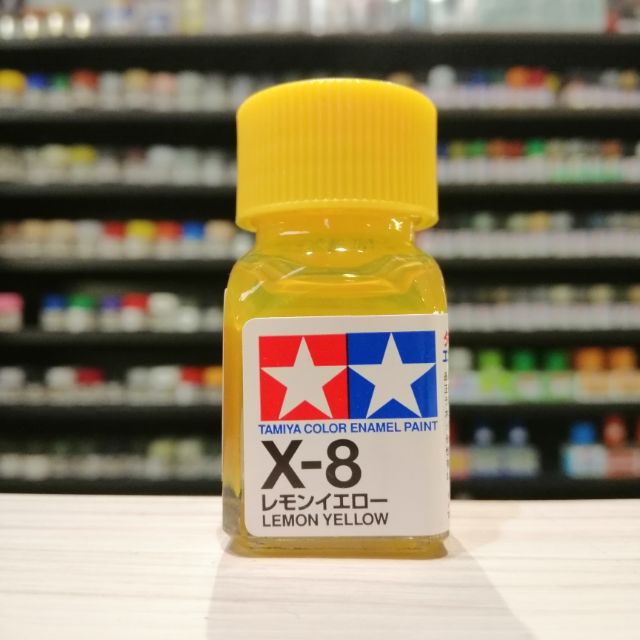 TAMIYA COLOR ENAMEL PAINT
X-8
レモンイエロー
LEMON YELLOW